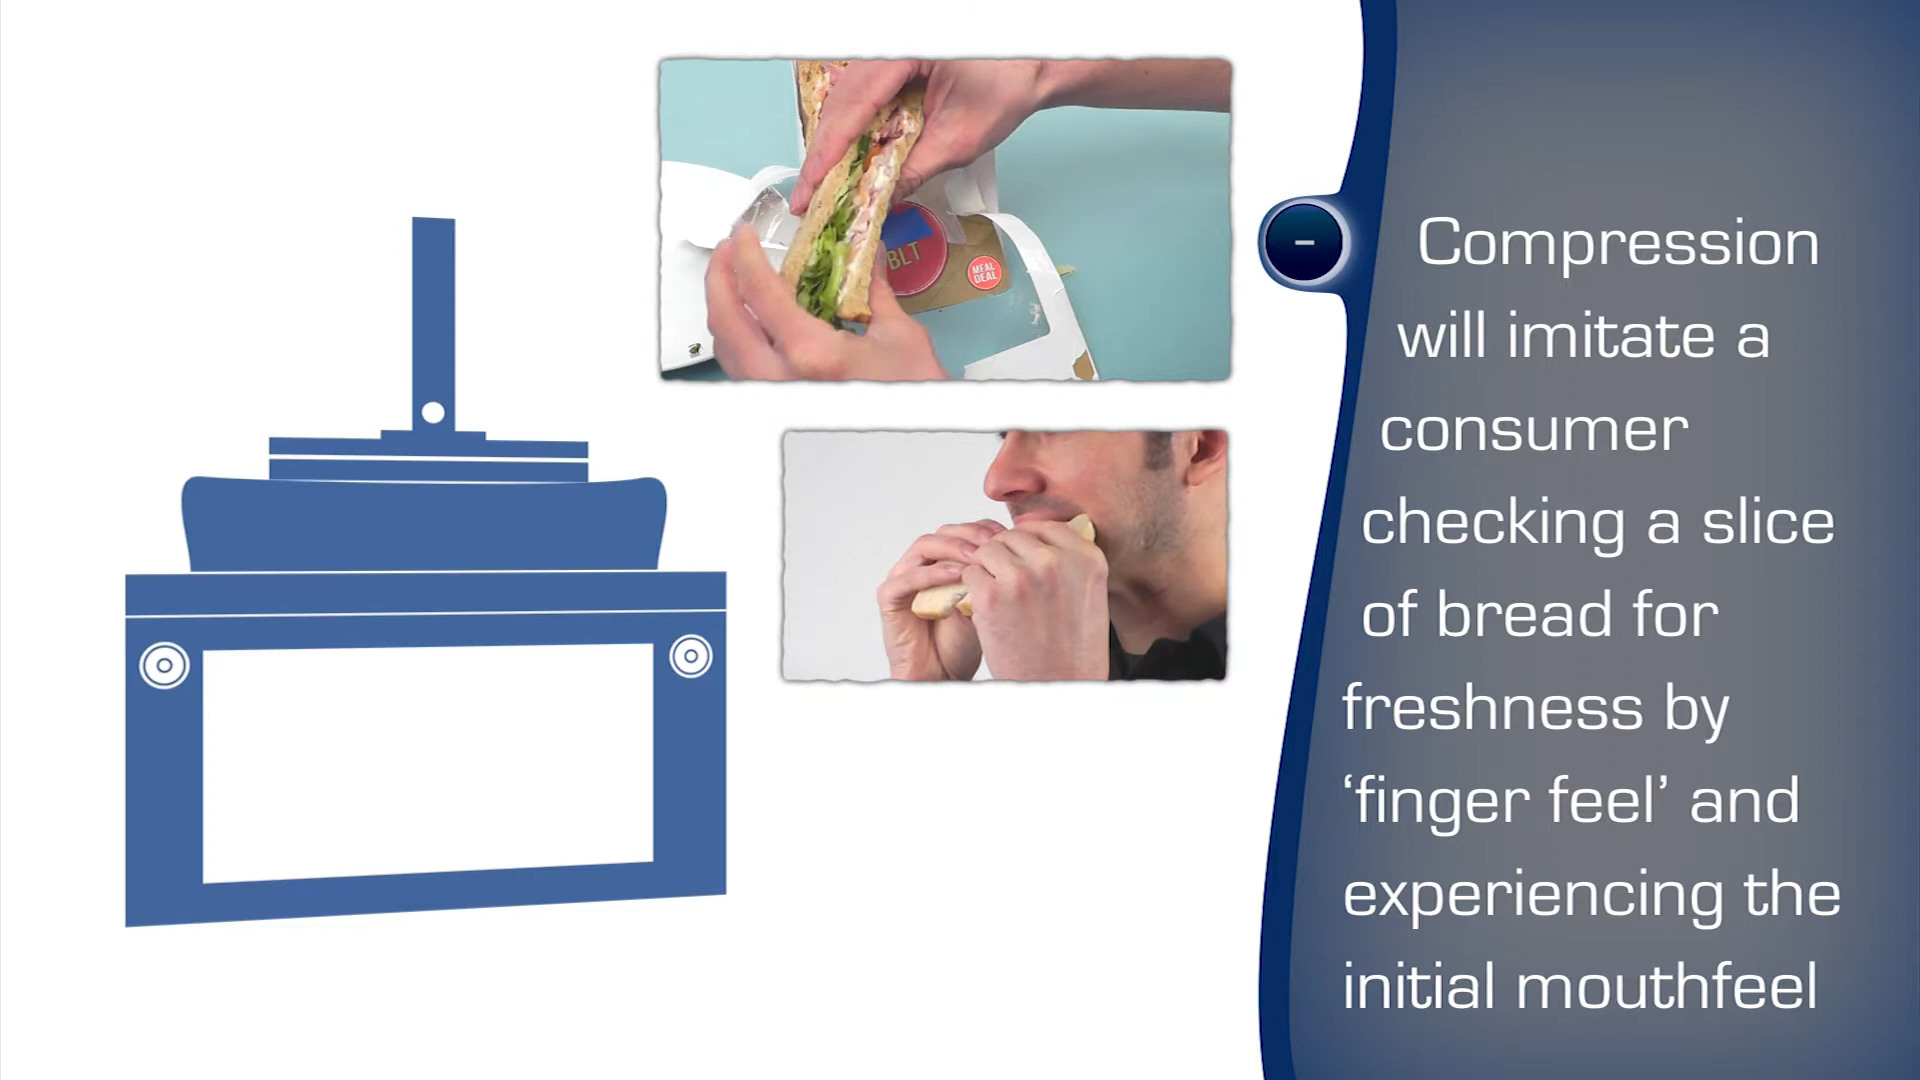 BLT
MEAL
DEAL
- Compression
will imitate a
consumer
checking a slice
of bread for
freshness by
‘finger feel’ and
experiencing the
initial mouthfeel